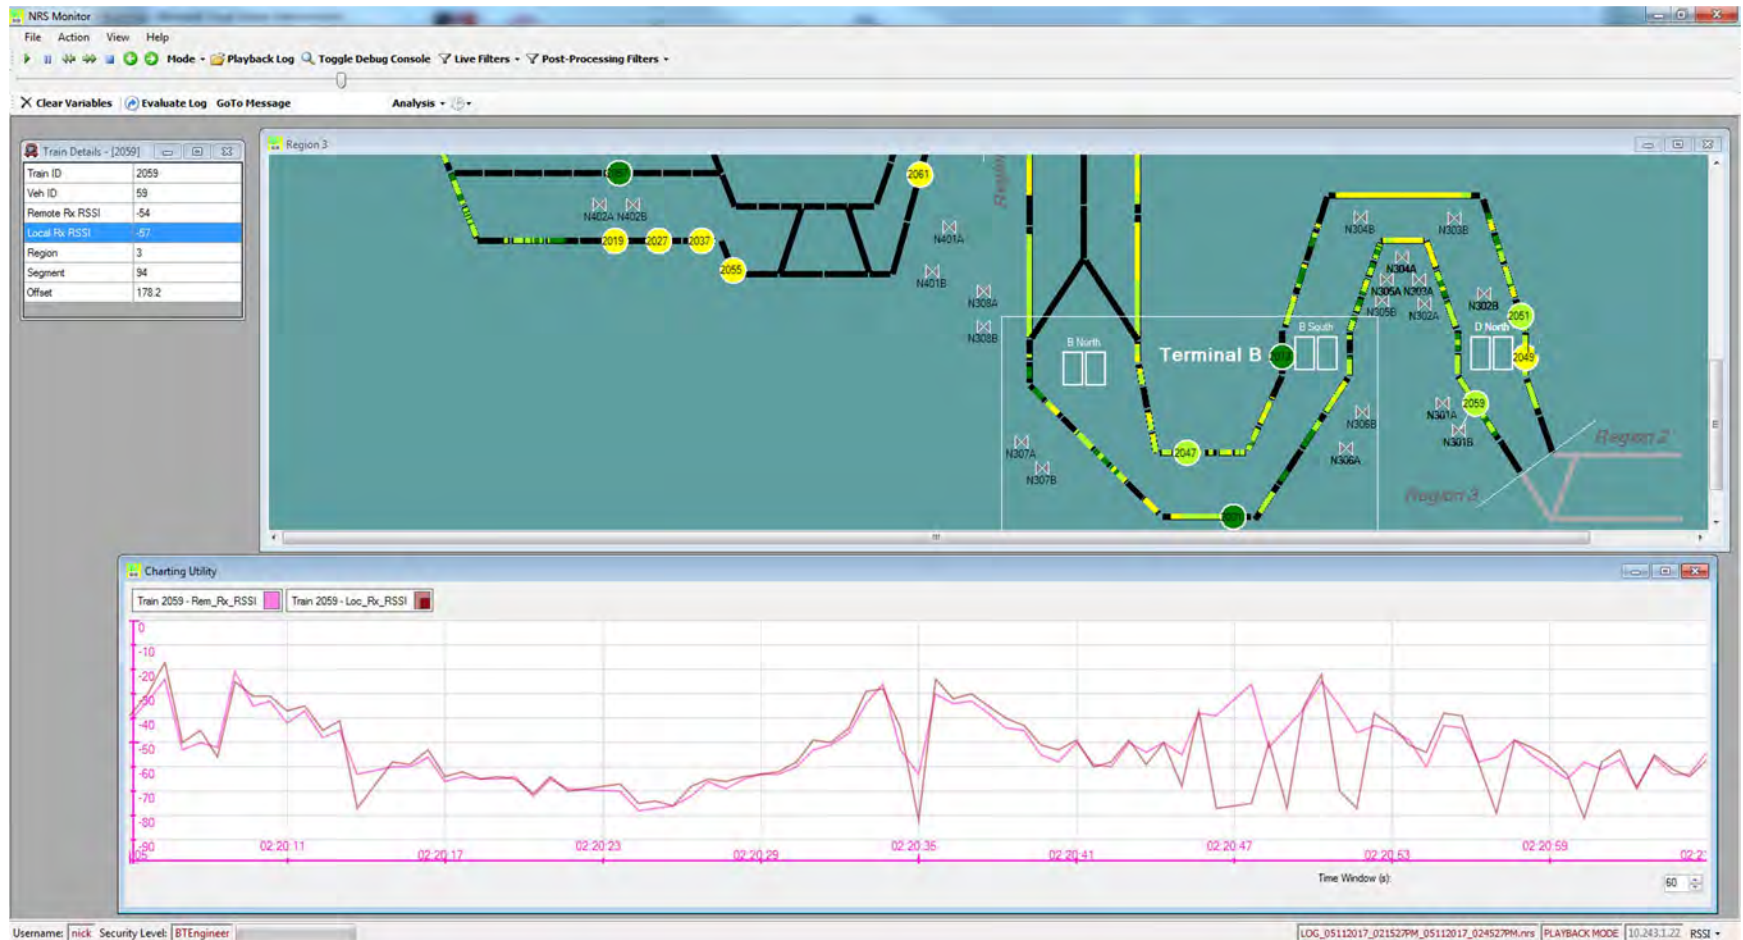 NRS Monitor
File Action View Help
Mode Playback Log Toggle Debug Console Live Filters Post-Processing Filters
Clear Variables Evaluate Log GoTo Message Analysis
Train Details - [2059]
Train ID 2059
Veh ID 59
Remote Rx RSSI -54
Local Rx RSSI -57
Region 3
Segment 94
Offset 178.2
Region 3
2061
N402A N402B
2019 2027 2037
2055
N401A
N401B
N308A
N308B
N304B
N303B
N304A
N305A N303A
N305B N302A
N302B
2051
B North
Terminal B
B South
D North
2049
2059
N301A
N301B
N306B
N306A
N307A
N307B
2047
Region 2
Region 3
Charting Utility
Train 2059 - Rem_Rx_RSSI Train 2059 - Loc_Rx_RSSI
0
-10
-20
-30
-40
-50
-60
-70
-80
-90
:05 02:20:11 02:20:17 02:20:23 02:20:29 02:20:35 02:20:41 02:20:47 02:20:53 02:20:59 02:2
Time Window (s): 60
Username: nick Security Level: BTEngineer LOG_05112017_021527PM_05112017_024527PM.nrs PLAYBACK MODE 10.243.1.22 RSSI